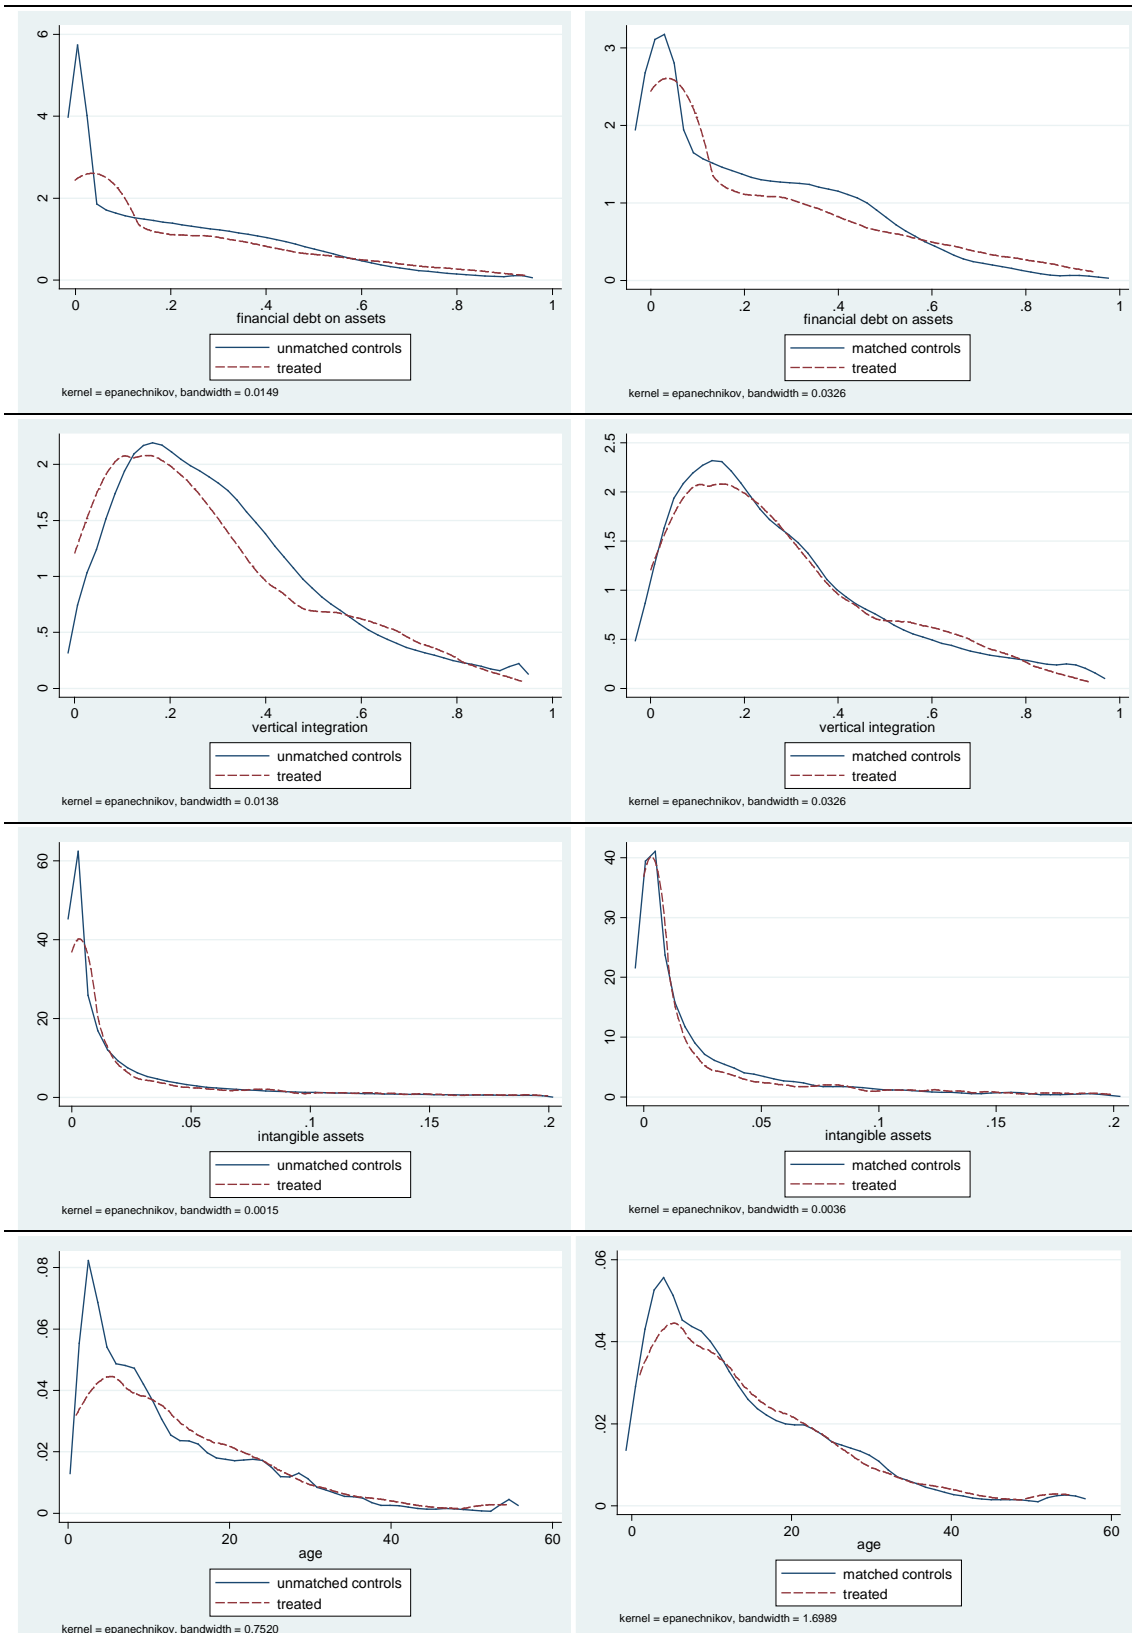 6
4
2
0
0 .2 .4 .6 .8 1
financial debt on assets
unmatched controls
treated
kernel = epanechnikov, bandwidth = 0.0149
3
2
1
0
0 .2 .4 .6 .8 1
financial debt on assets
matched controls
treated
kernel = epanechnikov, bandwidth = 0.0326
2
1.5
1
.5
0
0 .2 .4 .6 .8 1
vertical integration
unmatched controls
treated
kernel = epanechnikov, bandwidth = 0.0138
2.5
2
1.5
1
.5
0
0 .2 .4 .6 .8 1
vertical integration
matched controls
treated
kernel = epanechnikov, bandwidth = 0.0326
60
40
20
0
0 .05 .1 .15 .2
intangible assets
unmatched controls
treated
kernel = epanechnikov, bandwidth = 0.0015
40
30
20
10
0
0 .05 .1 .15 .2
intangible assets
matched controls
treated
kernel = epanechnikov, bandwidth = 0.0036
.08
.06
.04
.02
0
0 20 40 60
age
unmatched controls
treated
kernel = epanechnikov, bandwidth = 0.7520
.06
.04
.02
0
0 20 40 60
age
matched controls
treated
kernel = epanechnikov, bandwidth = 1.6989